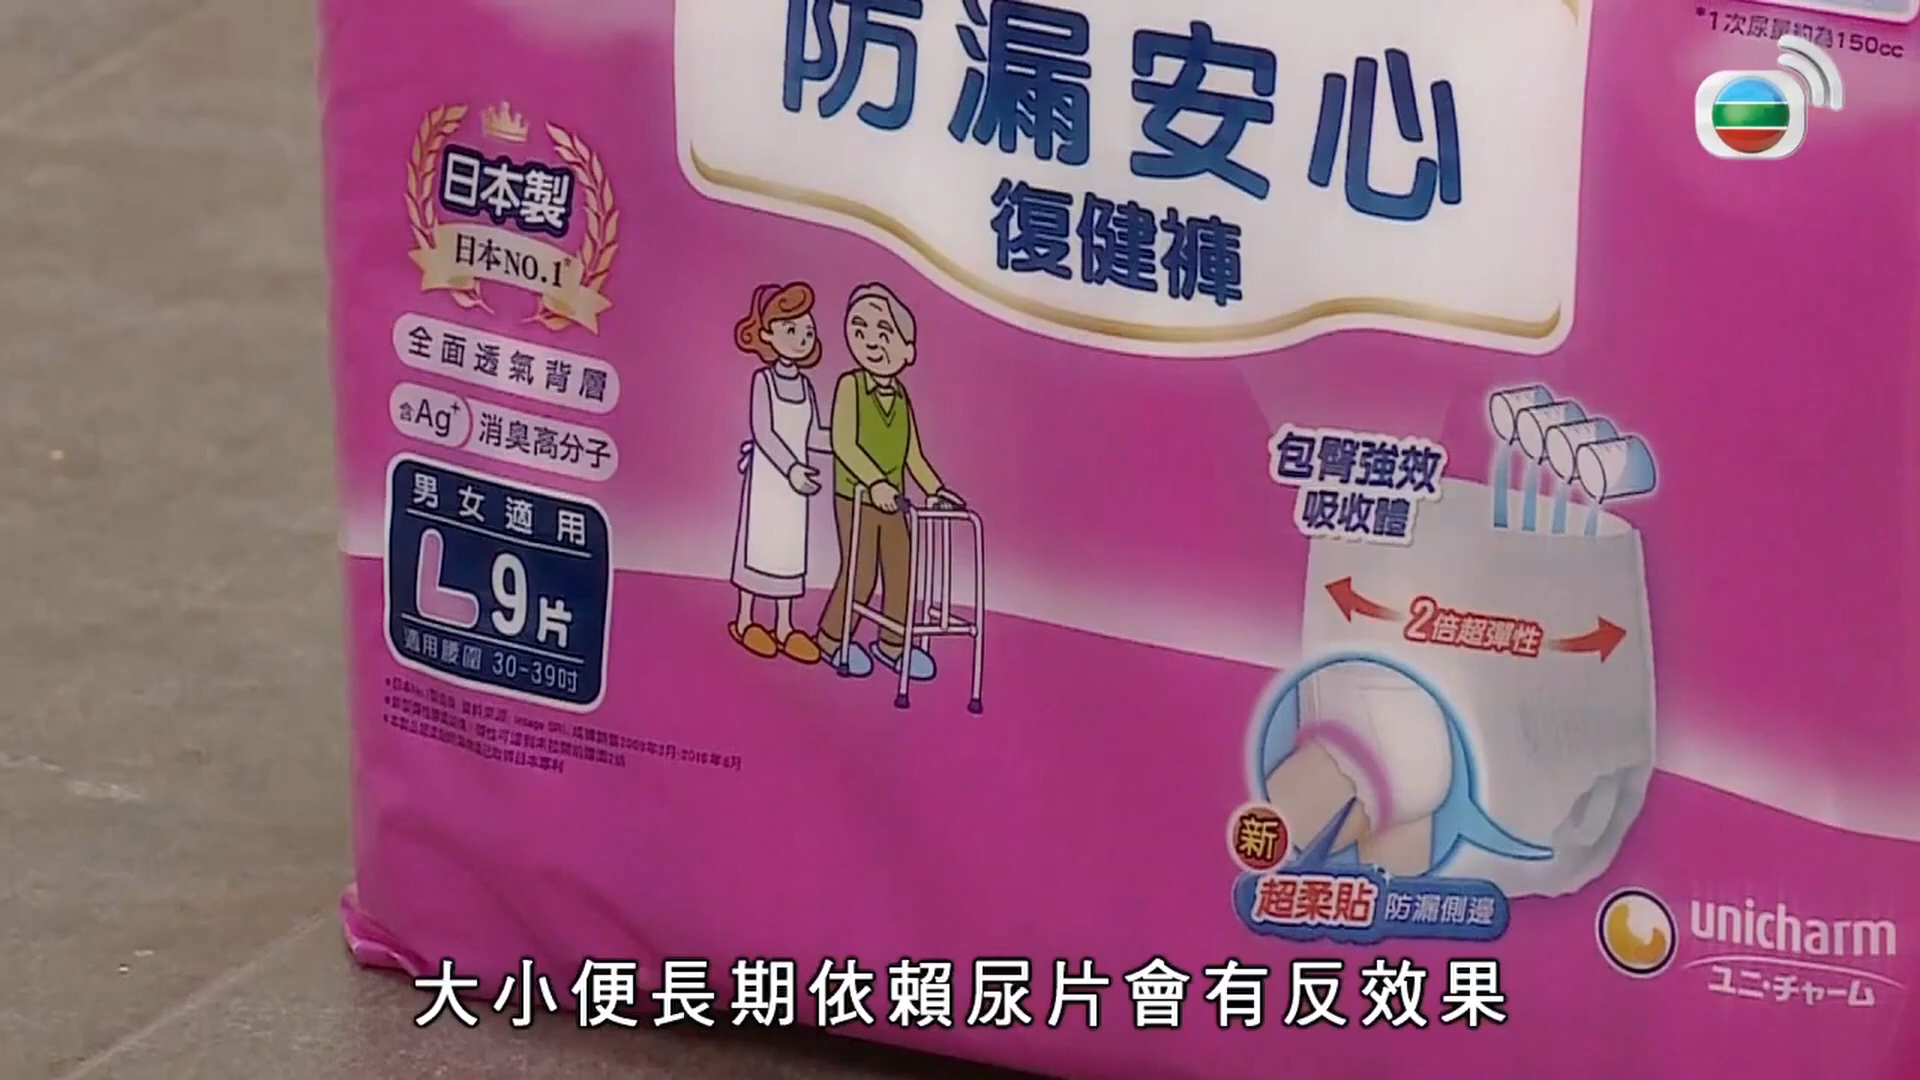 防漏安心
復健褲
*1次尿量約為150cc
日本製
日本NO.1*
全面透氣背層
含Ag+ 消臭高分子
男女適用
L 9片
適用腰圍 30-39吋
包臀強效
吸收體
2倍超彈性
新
超柔貼 防漏側邊
unicharm
ユニ・チャーム
大小便長期依賴尿片會有反效果